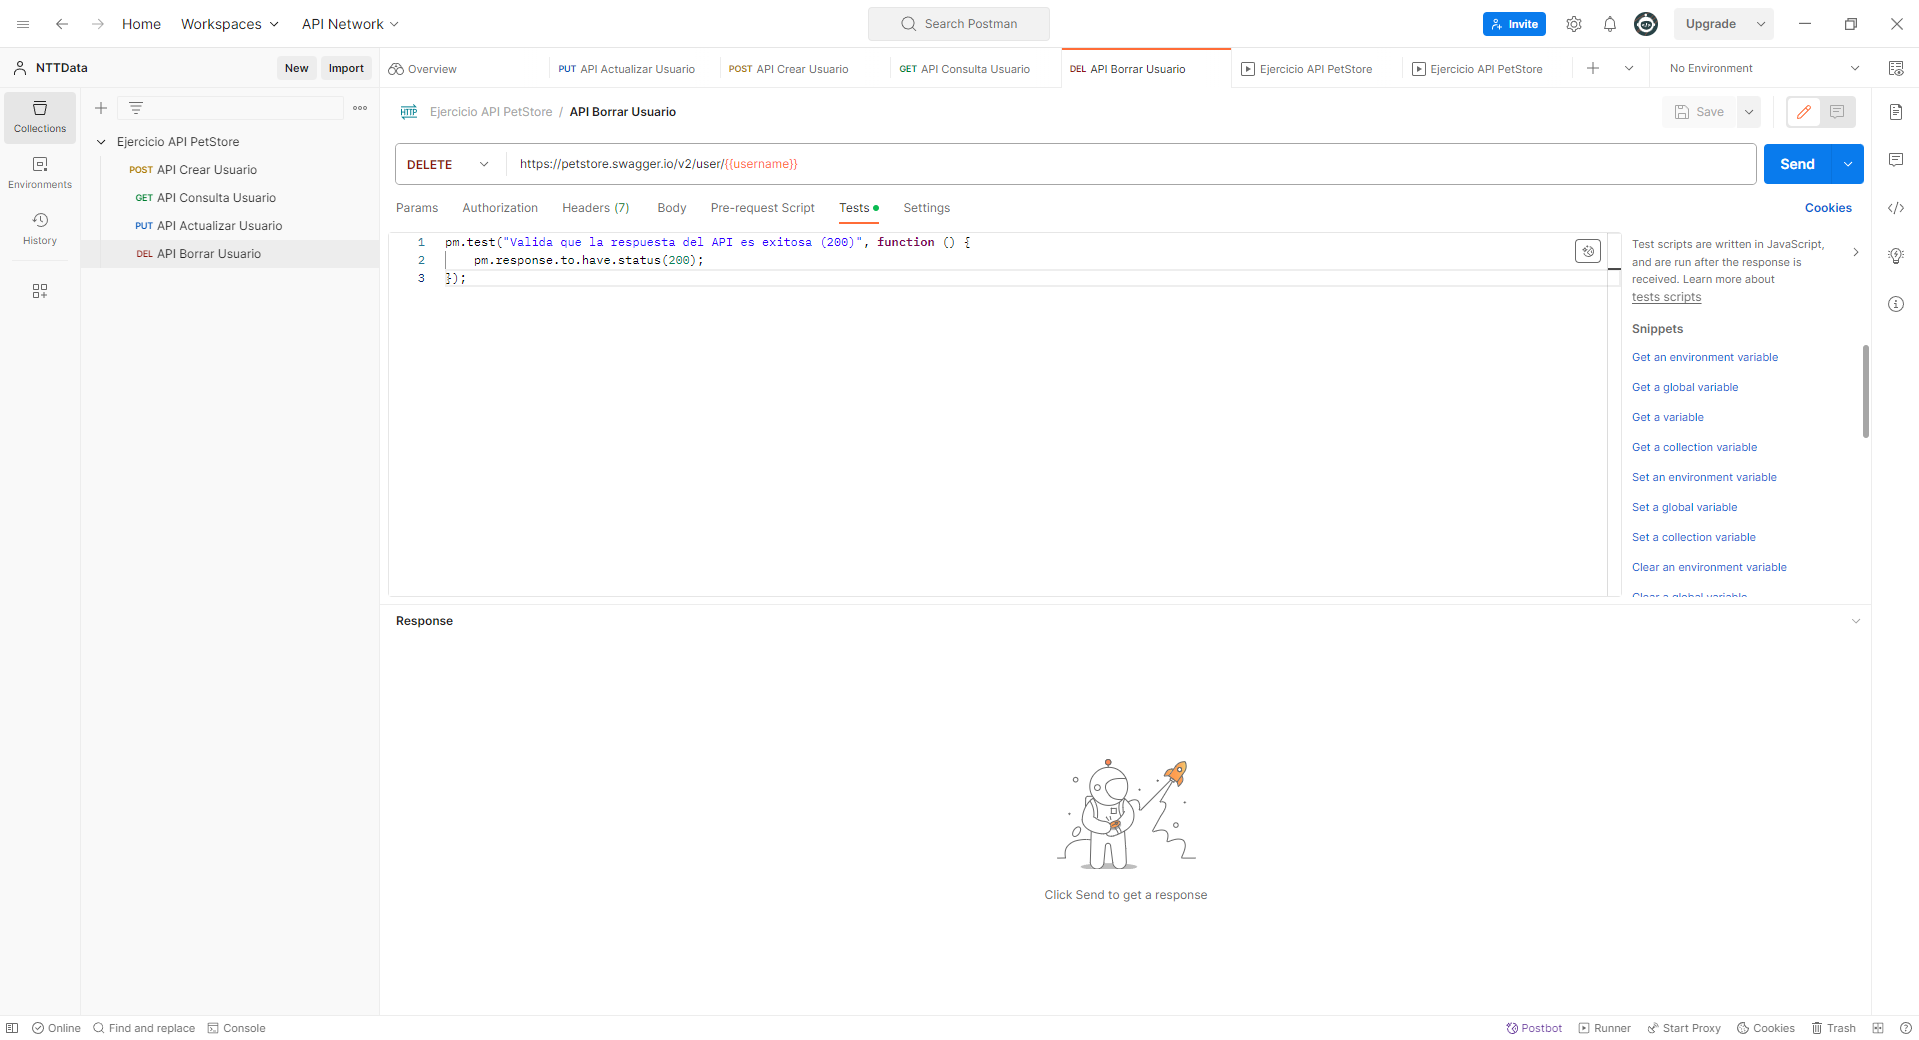 Home Workspaces API Network Search Postman Invite Upgrade
NTTData New Import Overview PUT API Actualizar Usuario POST API Crear Usuario GET API Consulta Usuario DEL API Borrar Usuario Ejercicio API PetStore Ejercicio API PetStore No Environment
Collections
Environments
History
Ejercicio API PetStore
POST API Crear Usuario
GET API Consulta Usuario
PUT API Actualizar Usuario
DEL API Borrar Usuario
HTTP Ejercicio API PetStore / API Borrar Usuario Save
DELETE https://petstore.swagger.io/v2/user/{{username}} Send
Params Authorization Headers (7) Body Pre-request Script Tests Settings Cookies
1 pm.test("Valida que la respuesta del API es exitosa (200)", function () {
2 pm.response.to.have.status(200);
3 });
Test scripts are written in JavaScript,
and are run after the response is
received. Learn more about
tests scripts
Snippets
Get an environment variable
Get a global variable
Get a variable
Get a collection variable
Set an environment variable
Set a global variable
Set a collection variable
Clear an environment variable
Clear a global variable
Response
Click Send to get a response
Online Find and replace Console Postbot Runner Start Proxy Cookies Trash